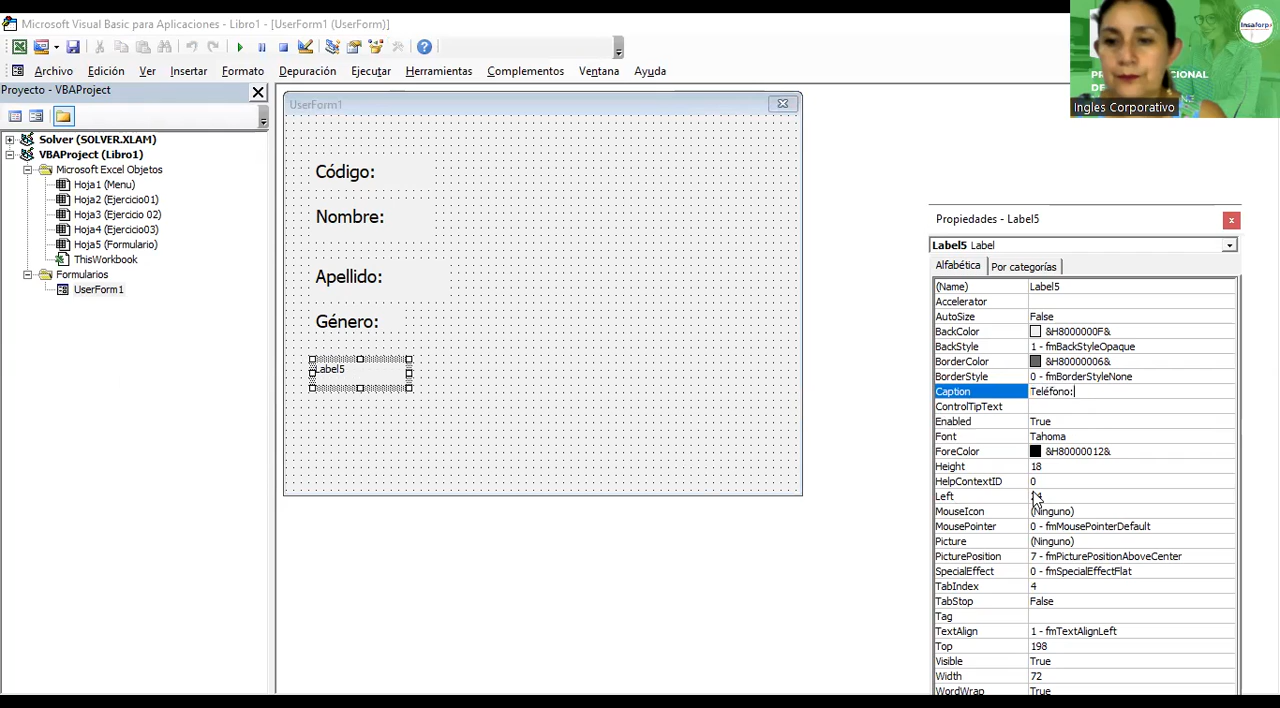 Microsoft Visual Basic para Aplicaciones - Libro1 - [UserForm1 (UserForm)]
Archivo Edición Ver Insertar Formato Depuración Ejecutar Herramientas Complementos Ventana Ayuda
Proyecto - VBAProject
Solver (SOLVER.XLAM)
VBAProject (Libro1)
Microsoft Excel Objetos
Hoja1 (Menu)
Hoja2 (Ejercicio01)
Hoja3 (Ejercicio 02)
Hoja4 (Ejercicio03)
Hoja5 (Formulario)
ThisWorkbook
Formularios
UserForm1
UserForm1
Código:
Nombre:
Apellido:
Género:
Label5
Insaforp
Ingles Corporativo
Propiedades - Label5
Label5 Label
Alfabética Por categorías
(Name) Label5
Accelerator
AutoSize False
BackColor &H8000000F&
BackStyle 1 - fmBackStyleOpaque
BorderColor &H80000006&
BorderStyle 0 - fmBorderStyleNone
Caption Teléfono:
ControlTipText
Enabled True
Font Tahoma
ForeColor &H80000012&
Height 18
HelpContextID 0
Left
MouseIcon (Ninguno)
MousePointer 0 - fmMousePointerDefault
Picture (Ninguno)
PicturePosition 7 - fmPicturePositionAboveCenter
SpecialEffect 0 - fmSpecialEffectFlat
TabIndex 4
TabStop False
Tag
TextAlign 1 - fmTextAlignLeft
Top 198
Visible True
Width 72
WordWrap True